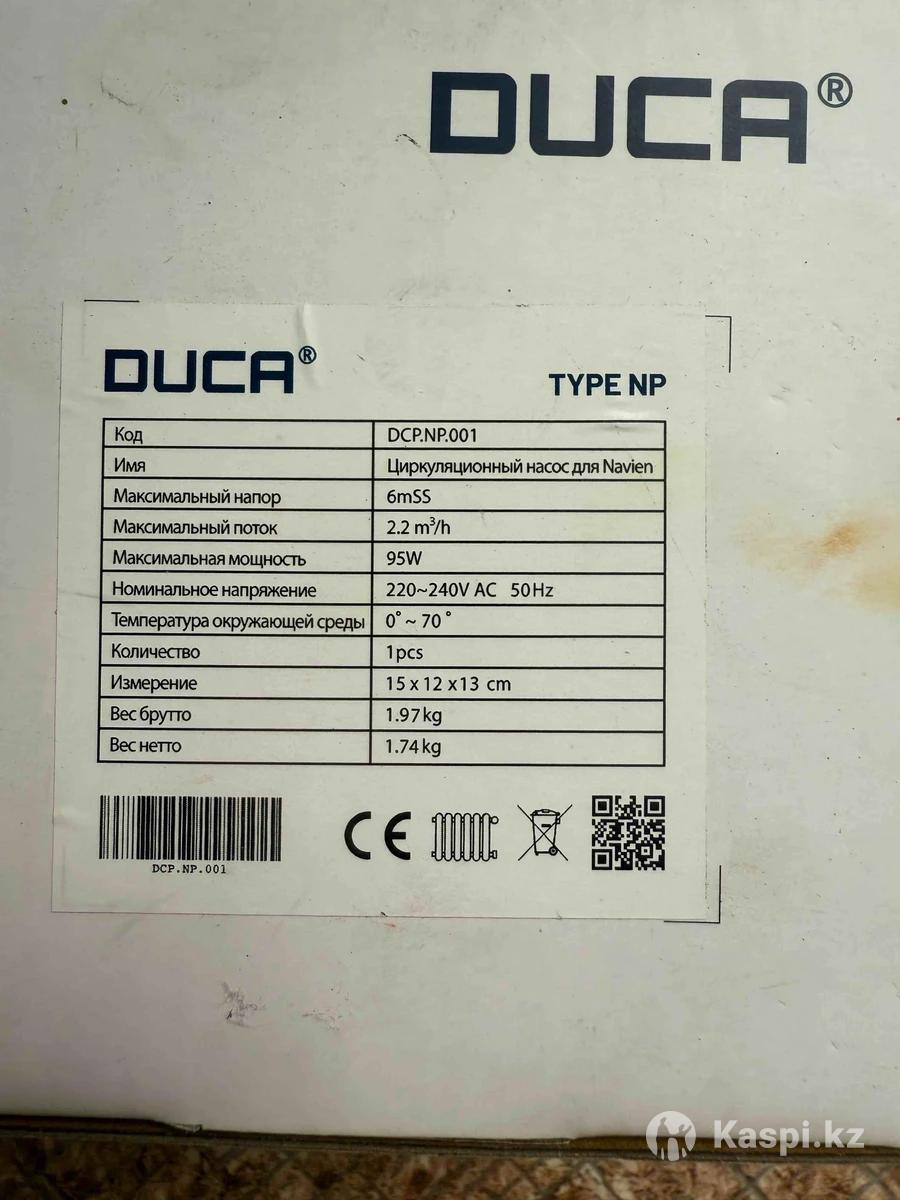 DUCA®
DUCA®
TYPE NP
Код DCP.NP.001
Имя Циркуляционный насос для Navien
Максимальный напор 6mSS
Максимальный поток 2.2 m³/h
Максимальная мощность 95W
Номинальное напряжение 220~240V AC 50Hz
Температура окружающей среды 0° ~ 70°
Количество 1pcs
Измерение 15 x 12 x13 cm
Вес брутто 1.97kg
Вес нетто 1.74kg
CE
DCP.NP.001
Kaspi.kz